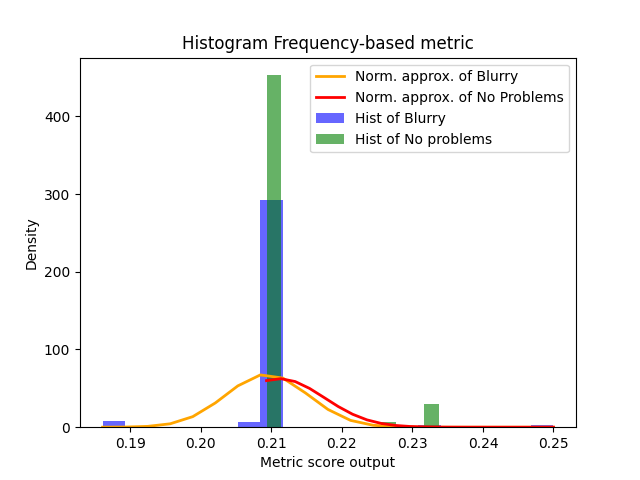 Histogram Frequency-based metric
Norm. approx. of Blurry
Norm. approx. of No Problems
Hist of Blurry
Hist of No problems
Density
400
300
200
100
0
0.19 0.20 0.21 0.22 0.23 0.24 0.25
Metric score output